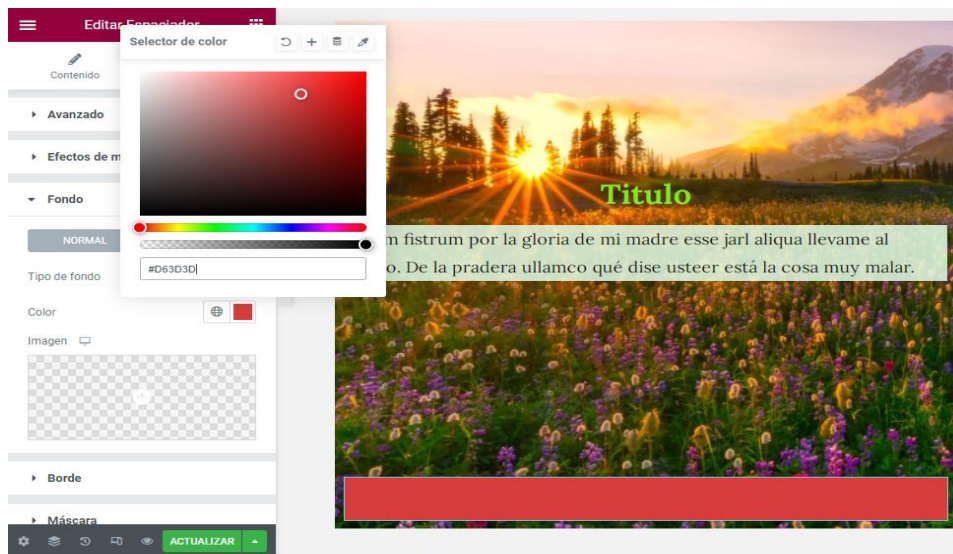 Editar Espaciador
Selector de color
Contenido
Avanzado
Efectos de m
Fondo
NORMAL
#D63D3D
Tipo de fondo
Color
Imagen
Borde
Máscara
ACTUALIZAR
Titulo
m fistrum por la gloria de mi madre esse jarl aliqua llevame al
o. De la pradera ullamco qué dise usteer está la cosa muy malar.